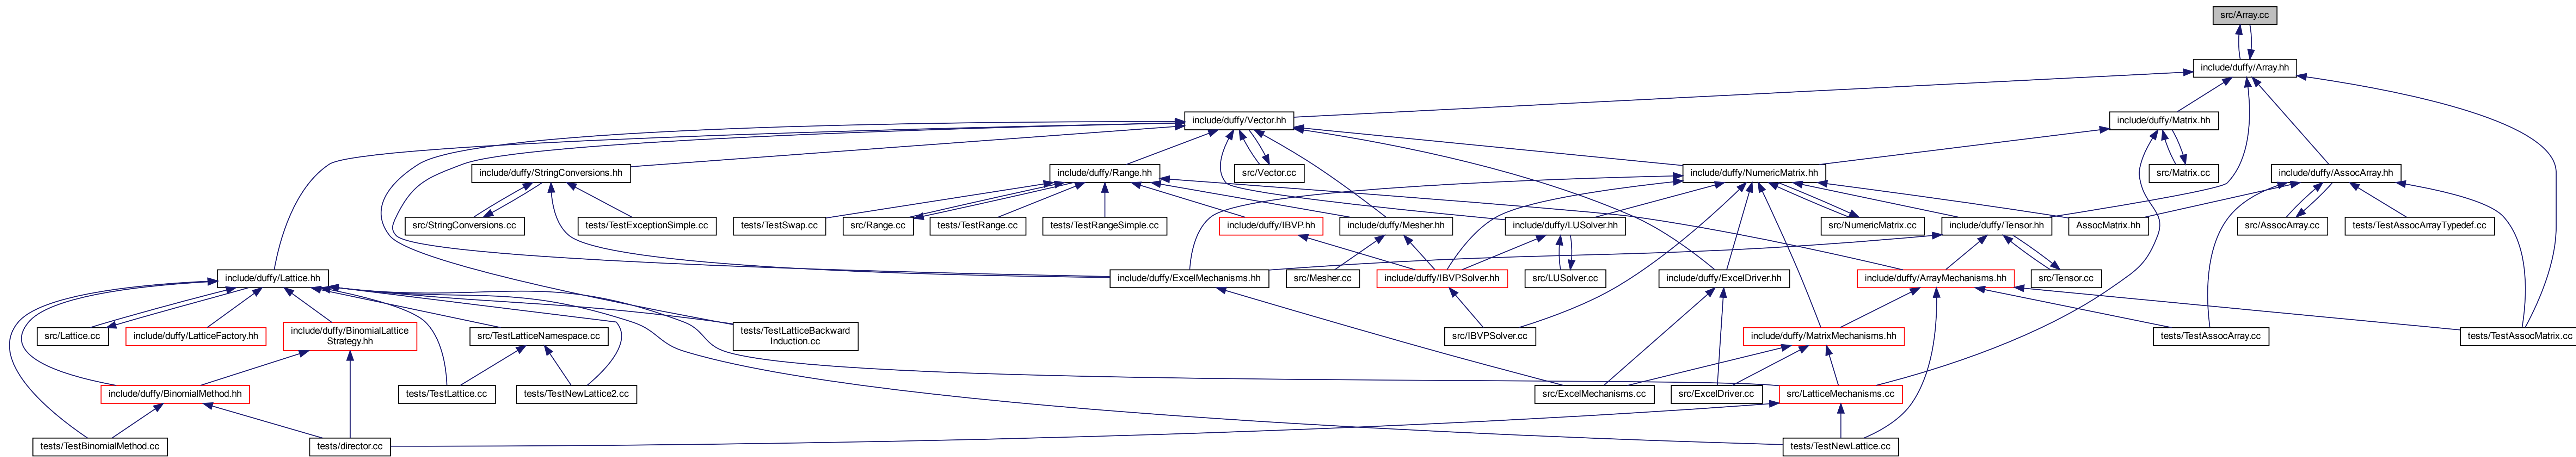 src/Array.cc
include/duffy/Array.hh
include/duffy/Vector.hh
include/duffy/Matrix.hh
include/duffy/StringConversions.hh
include/duffy/Range.hh
src/Vector.cc
include/duffy/NumericMatrix.hh
src/Matrix.cc
include/duffy/AssocArray.hh
src/StringConversions.cc
tests/TestExceptionSimple.cc
tests/TestSwap.cc
src/Range.cc
tests/TestRange.cc
tests/TestRangeSimple.cc
include/duffy/IBVP.hh
include/duffy/Mesher.hh
include/duffy/LUSolver.hh
src/NumericMatrix.cc
include/duffy/Tensor.hh
AssocMatrix.hh
src/AssocArray.cc
tests/TestAssocArrayTypedef.cc
include/duffy/Lattice.hh
include/duffy/ExcelMechanisms.hh
src/Mesher.cc
include/duffy/IBVPSolver.hh
src/LUSolver.cc
include/duffy/ExcelDriver.hh
include/duffy/ArrayMechanisms.hh
src/Tensor.cc
src/Lattice.cc
include/duffy/LatticeFactory.hh
include/duffy/BinomialLattice
Strategy.hh
src/TestLatticeNamespace.cc
tests/TestLatticeBackward
Induction.cc
src/IBVPSolver.cc
include/duffy/MatrixMechanisms.hh
tests/TestAssocArray.cc
tests/TestAssocMatrix.cc
include/duffy/BinomialMethod.hh
tests/TestLattice.cc
tests/TestNewLattice2.cc
src/ExcelMechanisms.cc
src/ExcelDriver.cc
src/LatticeMechanisms.cc
tests/TestBinomialMethod.cc
tests/director.cc
tests/TestNewLattice.cc